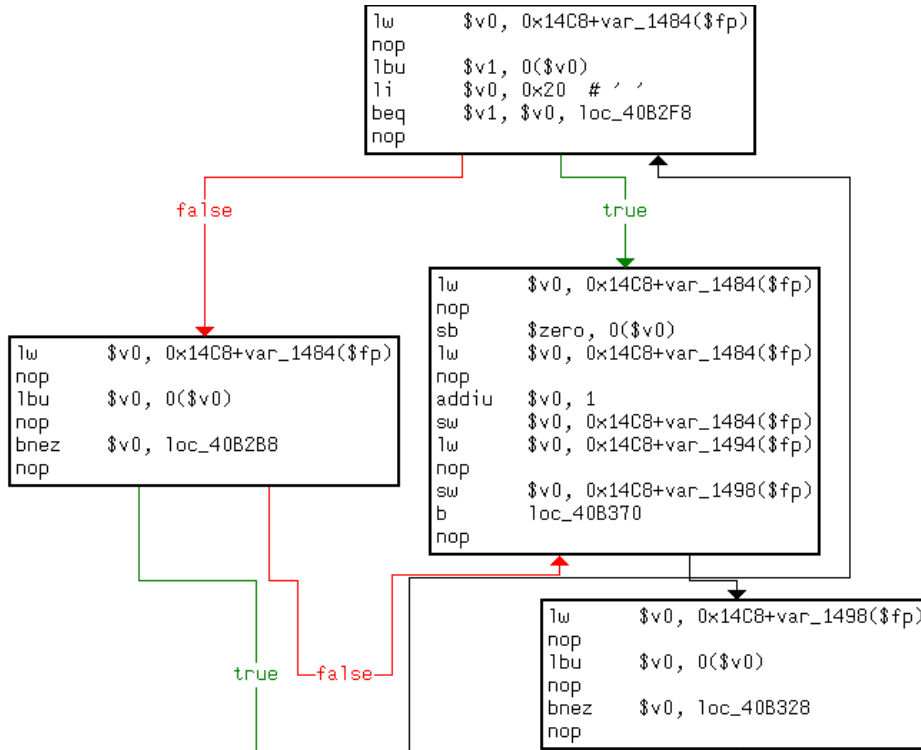 lw $v0, 0x14C8+var_1484($fp)
nop
lbu $v1, 0($v0)
li $v0, 0x20 # ' '
beq $v1, $v0, loc_40B2F8
nop
false
true
lw $v0, 0x14C8+var_1484($fp)
nop
sb $zero, 0($v0)
lw $v0, 0x14C8+var_1484($fp)
nop
addiu $v0, 1
sw $v0, 0x14C8+var_1484($fp)
lw $v0, 0x14C8+var_1494($fp)
nop
sw $v0, 0x14C8+var_1498($fp)
b loc_40B370
nop
lw $v0, 0x14C8+var_1484($fp)
nop
lbu $v0, 0($v0)
nop
bnez $v0, loc_40B2B8
nop
true
false
lw $v0, 0x14C8+var_1498($fp)
nop
lbu $v0, 0($v0)
nop
bnez $v0, loc_40B328
nop